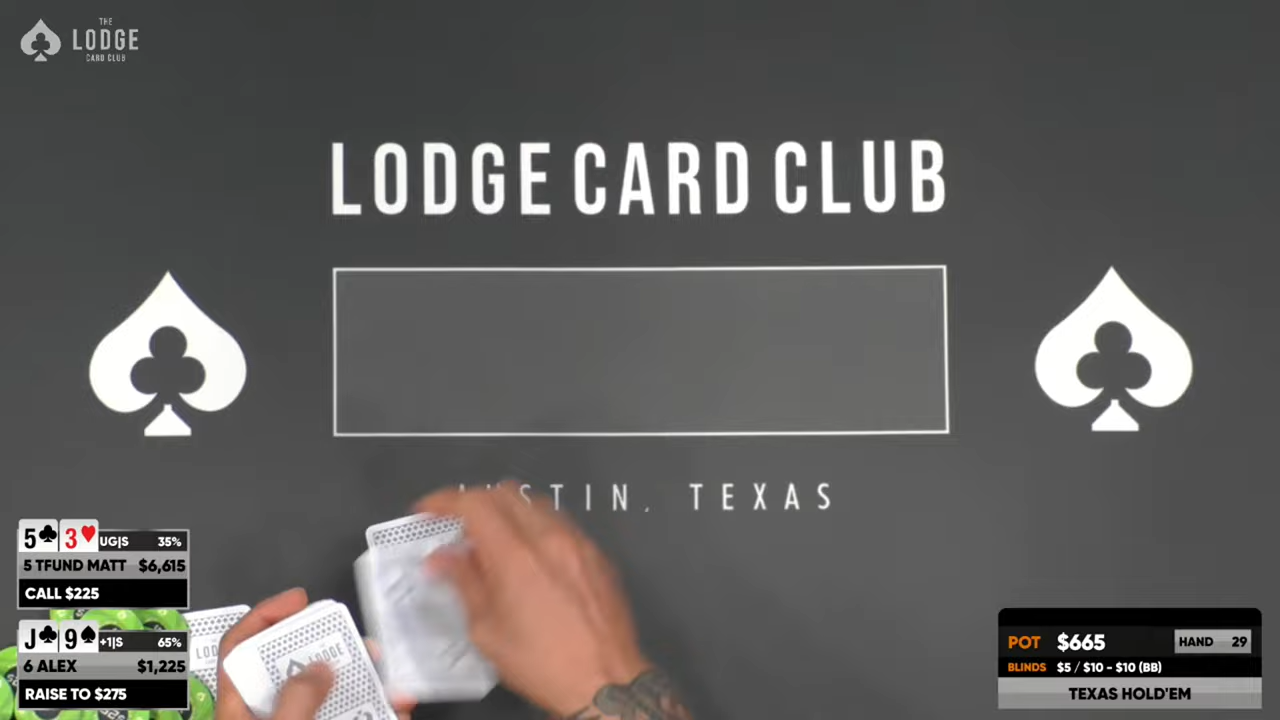 THE
LODGE
CARD CLUB
LODGE CARD CLUB
AUSTIN, TEXAS
5♣ 3♥ UG|S 35%
5 TFUND MATT $6,615
CALL $225
J♣ 9♠ +1|S 65%
6 ALEX $1,225
RAISE TO $275
LODGE
POT $665 HAND 29
BLINDS $5 / $10 - $10 (BB)
TEXAS HOLD'EM